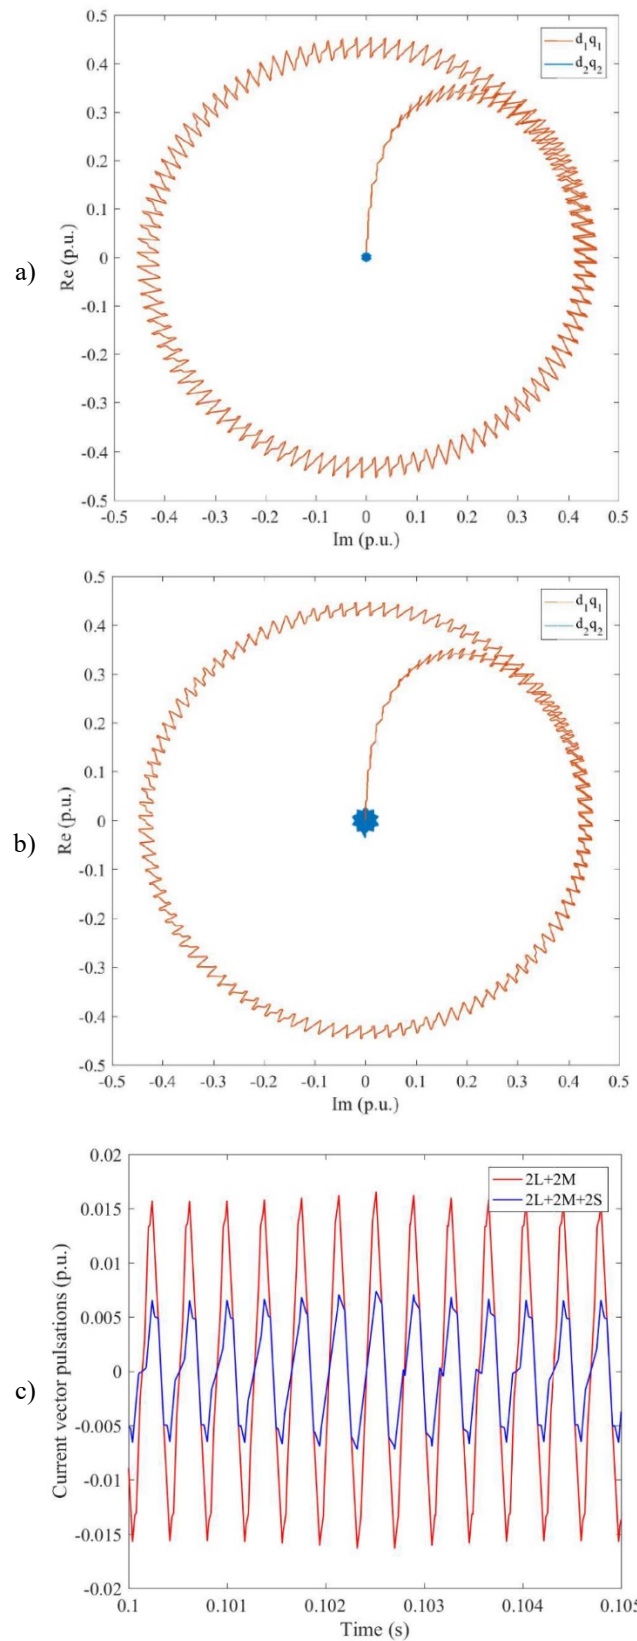 a)
Re (p.u.)
0.5
0.4
0.3
0.2
0.1
0
-0.1
-0.2
-0.3
-0.4
-0.5
d₁q₁
d₂q₂
-0.5 -0.4 -0.3 -0.2 -0.1 0 0.1 0.2 0.3 0.4 0.5
Im (p.u.)
b)
Re (p.u.)
0.5
0.4
0.3
0.2
0.1
0
-0.1
-0.2
-0.3
-0.4
-0.5
d₁q₁
d₂q₂
-0.5 -0.4 -0.3 -0.2 -0.1 0 0.1 0.2 0.3 0.4 0.5
Im (p.u.)
c)
Current vector pulsations (p.u.)
0.02
0.015
0.01
0.005
0
-0.005
-0.01
-0.015
-0.02
2L+2M
2L+2M+2S
0.1 0.101 0.102 0.103 0.104 0.105
Time (s)